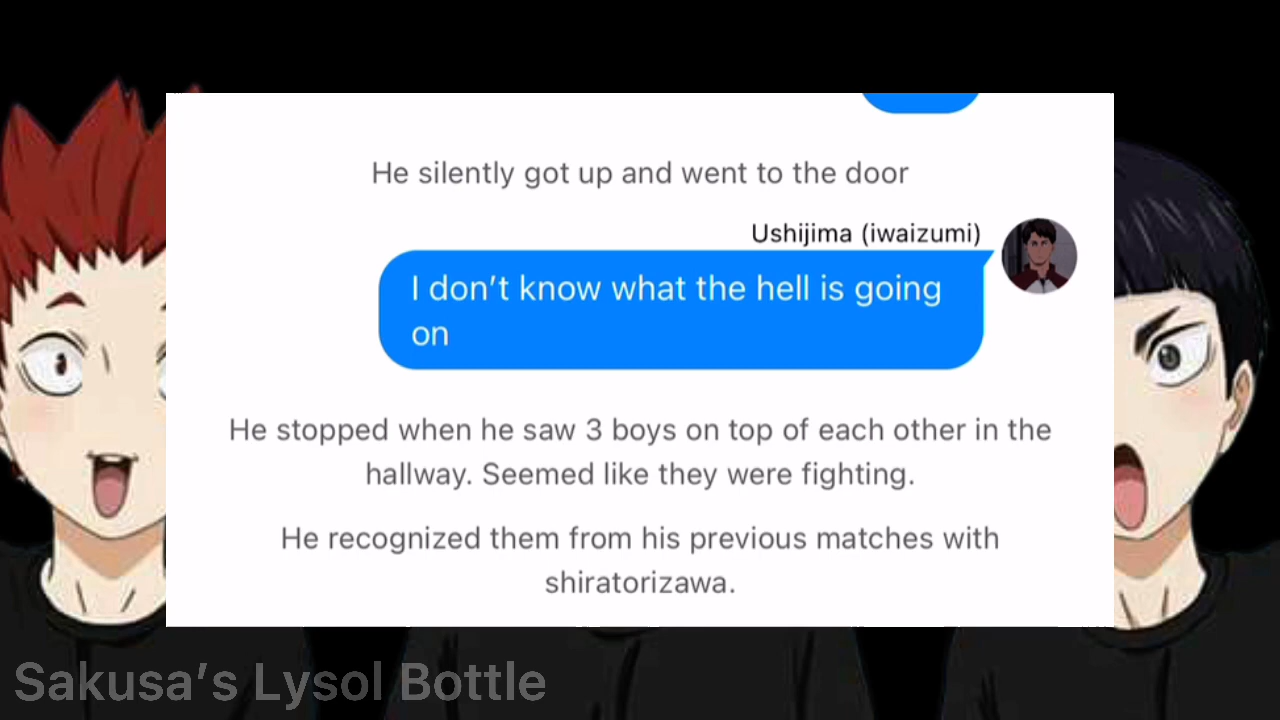 He silently got up and went to the door
Ushijima (iwaizumi)
I don’t know what the hell is going
on
He stopped when he saw 3 boys on top of each other in the
hallway. Seemed like they were fighting.
He recognized them from his previous matches with
shiratorizawa.
Sakusa’s Lysol Bottle